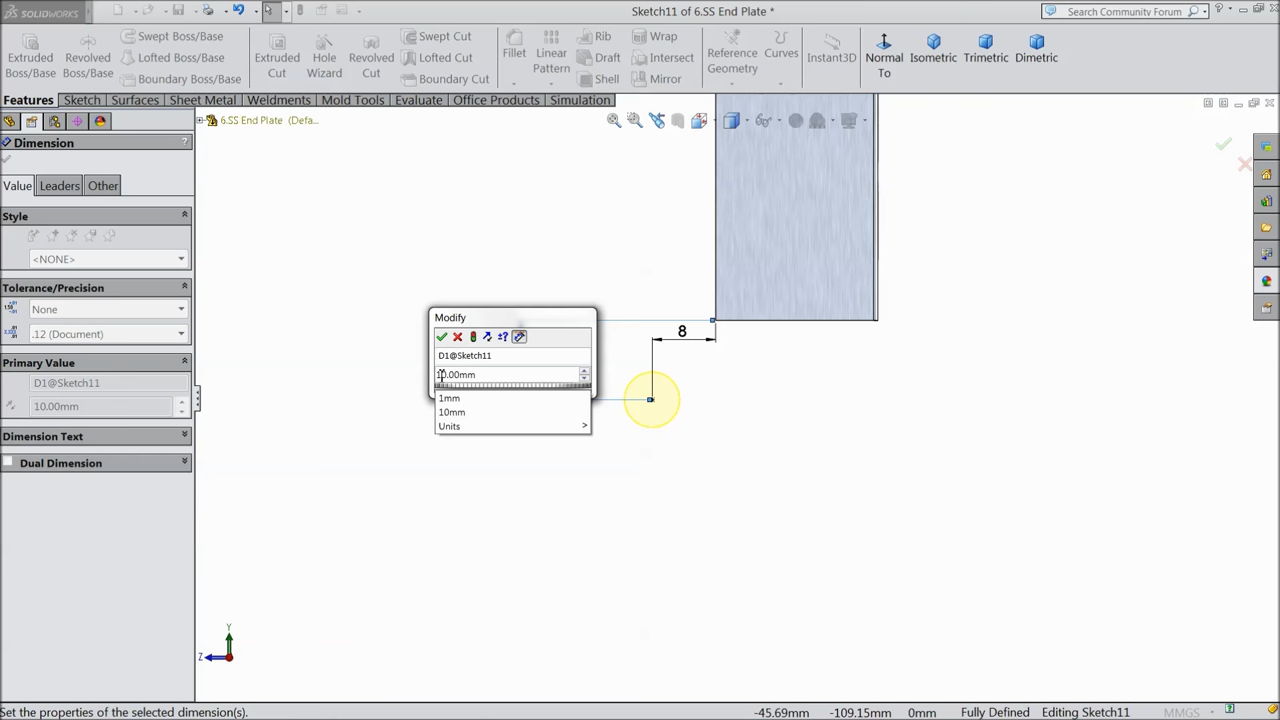 SOLIDWORKS
Sketch11 of 6.SS End Plate *
Search Community Forum
Extruded Boss/Base
Revolved Boss/Base
Swept Boss/Base
Lofted Boss/Base
Boundary Boss/Base
Extruded Cut
Hole Wizard
Revolved Cut
Swept Cut
Lofted Cut
Boundary Cut
Fillet
Linear Pattern
Rib
Draft
Shell
Wrap
Intersect
Mirror
Reference Geometry
Curves
Instant3D
Normal To
Isometric
Trimetric
Dimetric
Features Sketch Surfaces Sheet Metal Weldments Mold Tools Evaluate Office Products Simulation
6.SS End Plate (Defa...
Dimension ?
Value Leaders Other
Style
<NONE>
Tolerance/Precision
None
.12 (Document)
Primary Value
D1@Sketch11
10.00mm
Dimension Text
Dual Dimension
Modify
D1@Sketch11
10.00mm
1mm
10mm
Units >
8
Y
Z
Set the properties of the selected dimension(s).
-45.69mm -109.15mm 0mm Fully Defined Editing Sketch11 MMGS